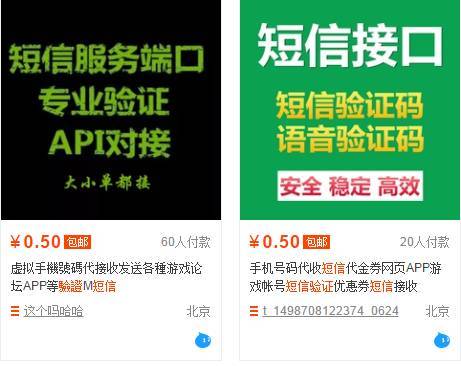 短信服务端口
专业验证
API对接
大小单都接
¥0.50 包邮 60人付款
虚拟手機號碼代接收发送各種游戏论
坛APP等驗證M短信
这个吗哈哈 北京
短信接口
短信验证码
语音验证码
安全 稳定 高效
¥0.50 包邮 20人付款
手机号码代收短信代金券网页APP游
戏帐号短信验证优惠券短信接收
t_1498708122374_0624 北京